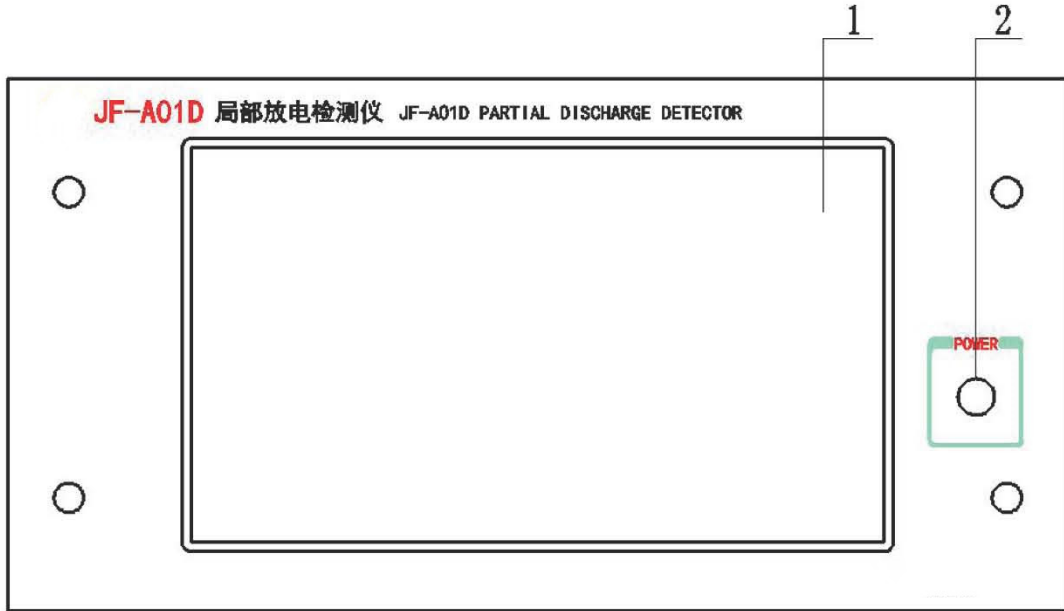 1 2
JF-A01D 局部放电检测仪 JF-A01D PARTIAL DISCHARGE DETECTOR
POWER